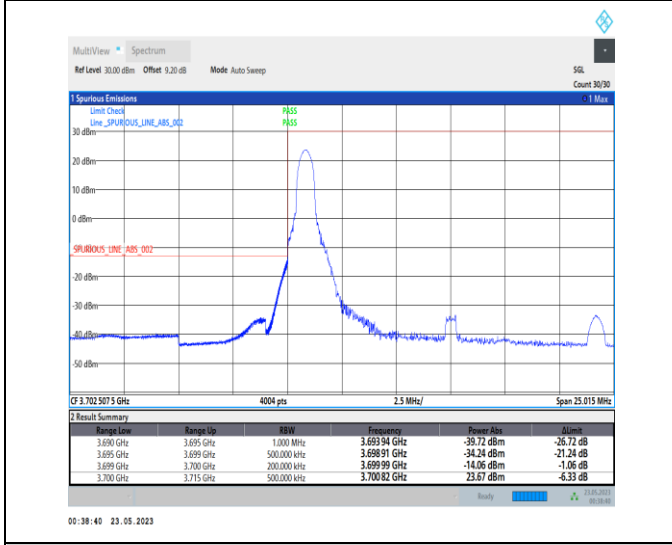 MultiView Spectrum
Ref Level 30.00 dBm Offset 9.20 dB Mode Auto Sweep SGL
Count 30/30
1 Spurious Emissions 1 Max
Limit Check PASS
Line _SPURIOUS_LINE_ABS_002 PASS
30 dBm
20 dBm
10 dBm
0 dBm
_SPURIOUS_LINE_ABS_002
-20 dBm
-30 dBm
-40 dBm
-50 dBm
CF 3.702 507 5 GHz 4004 pts 2.5 MHz/ Span 25.015 MHz
2 Result Summary
Range Low Range Up RBW Frequency Power Abs ΔLimit
3.690 GHz 3.695 GHz 1.000 MHz 3.693 94 GHz -39.72 dBm -26.72 dB
3.695 GHz 3.699 GHz 500.000 kHz 3.698 91 GHz -34.24 dBm -21.24 dB
3.699 GHz 3.700 GHz 200.000 kHz 3.699 99 GHz -14.06 dBm -1.06 dB
3.700 GHz 3.715 GHz 500.000 kHz 3.700 82 GHz 23.67 dBm -6.33 dB
Ready 23.05.2023
00:38:40
00:38:40 23.05.2023